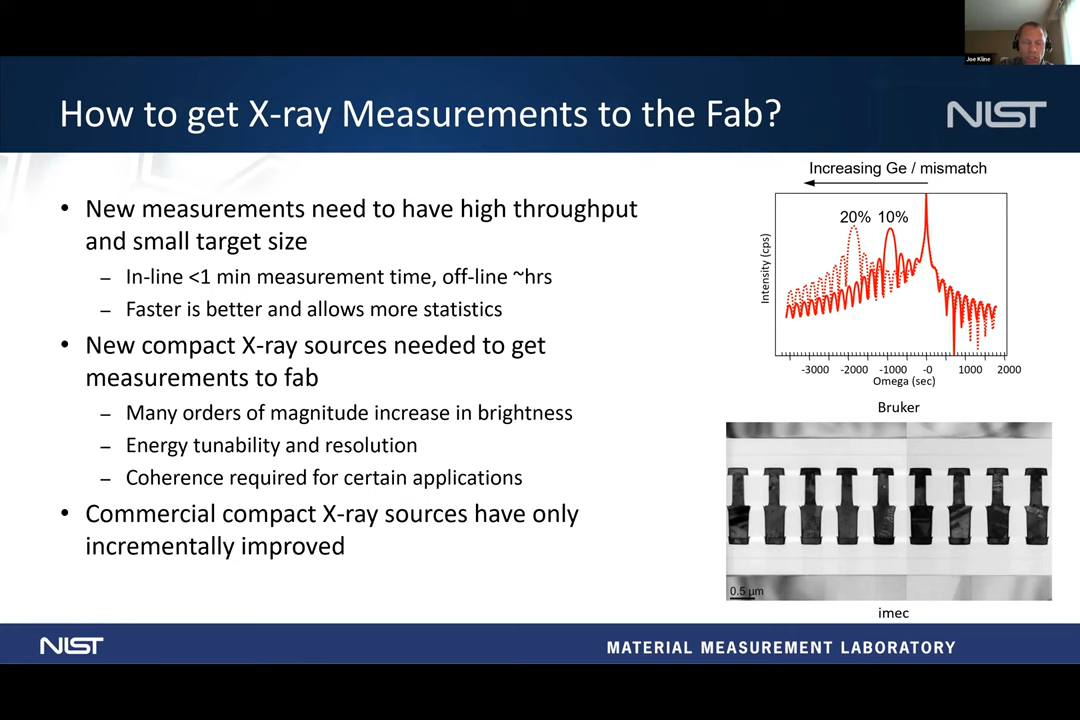 Joe Kline
How to get X-ray Measurements to the Fab?
NIST
• New measurements need to have high throughput
and small target size
– In-line <1 min measurement time, off-line ~hrs
– Faster is better and allows more statistics
• New compact X-ray sources needed to get
measurements to fab
– Many orders of magnitude increase in brightness
– Energy tunability and resolution
– Coherence required for certain applications
• Commercial compact X-ray sources have only
incrementally improved
Increasing Ge / mismatch
20% 10%
Intensity (cps)
-3000 -2000 -1000 -0 1000 2000
Omega (sec)
Bruker
0.5 μm
imec
NIST
MATERIAL MEASUREMENT LABORATORY